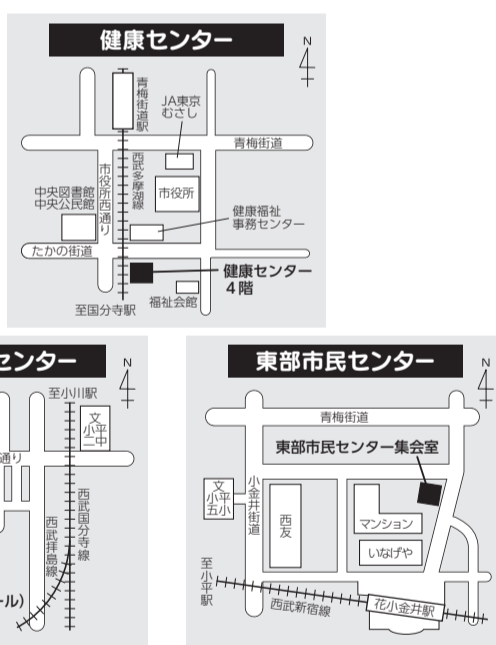 健康センター
N
青梅街道駅
JA東京
むさし
青梅街道
西武多摩湖線
市役所西通り
市役所
中央図書館
中央公民館
健康福祉
事務センター
たかの街道
健康センター
4階
福祉会館
至国分寺駅
センター
N
至小川駅
文
小平二中
通り
西武国分寺線
西武拝島線
ール)
東部市民センター
N
青梅街道
東部市民センター集会室
小金井街道
文
小平五小
西友
マンション
いなげや
至小平駅
西武新宿線
花小金井駅